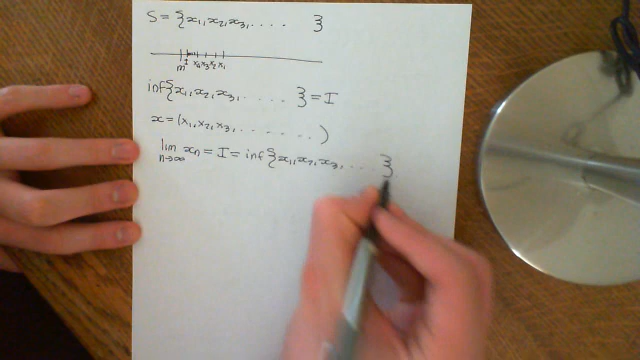 S = {x₁, x₂, x₃, . . . . }
m I x₄ x₃ x₂ x₁
inf{x₁, x₂, x₃, . . . . . } = I
x = (x₁, x₂, x₃, . . . . . . . )
lim xₙ = I = inf{x₁, x₂, x₃, . . . }
n→∞